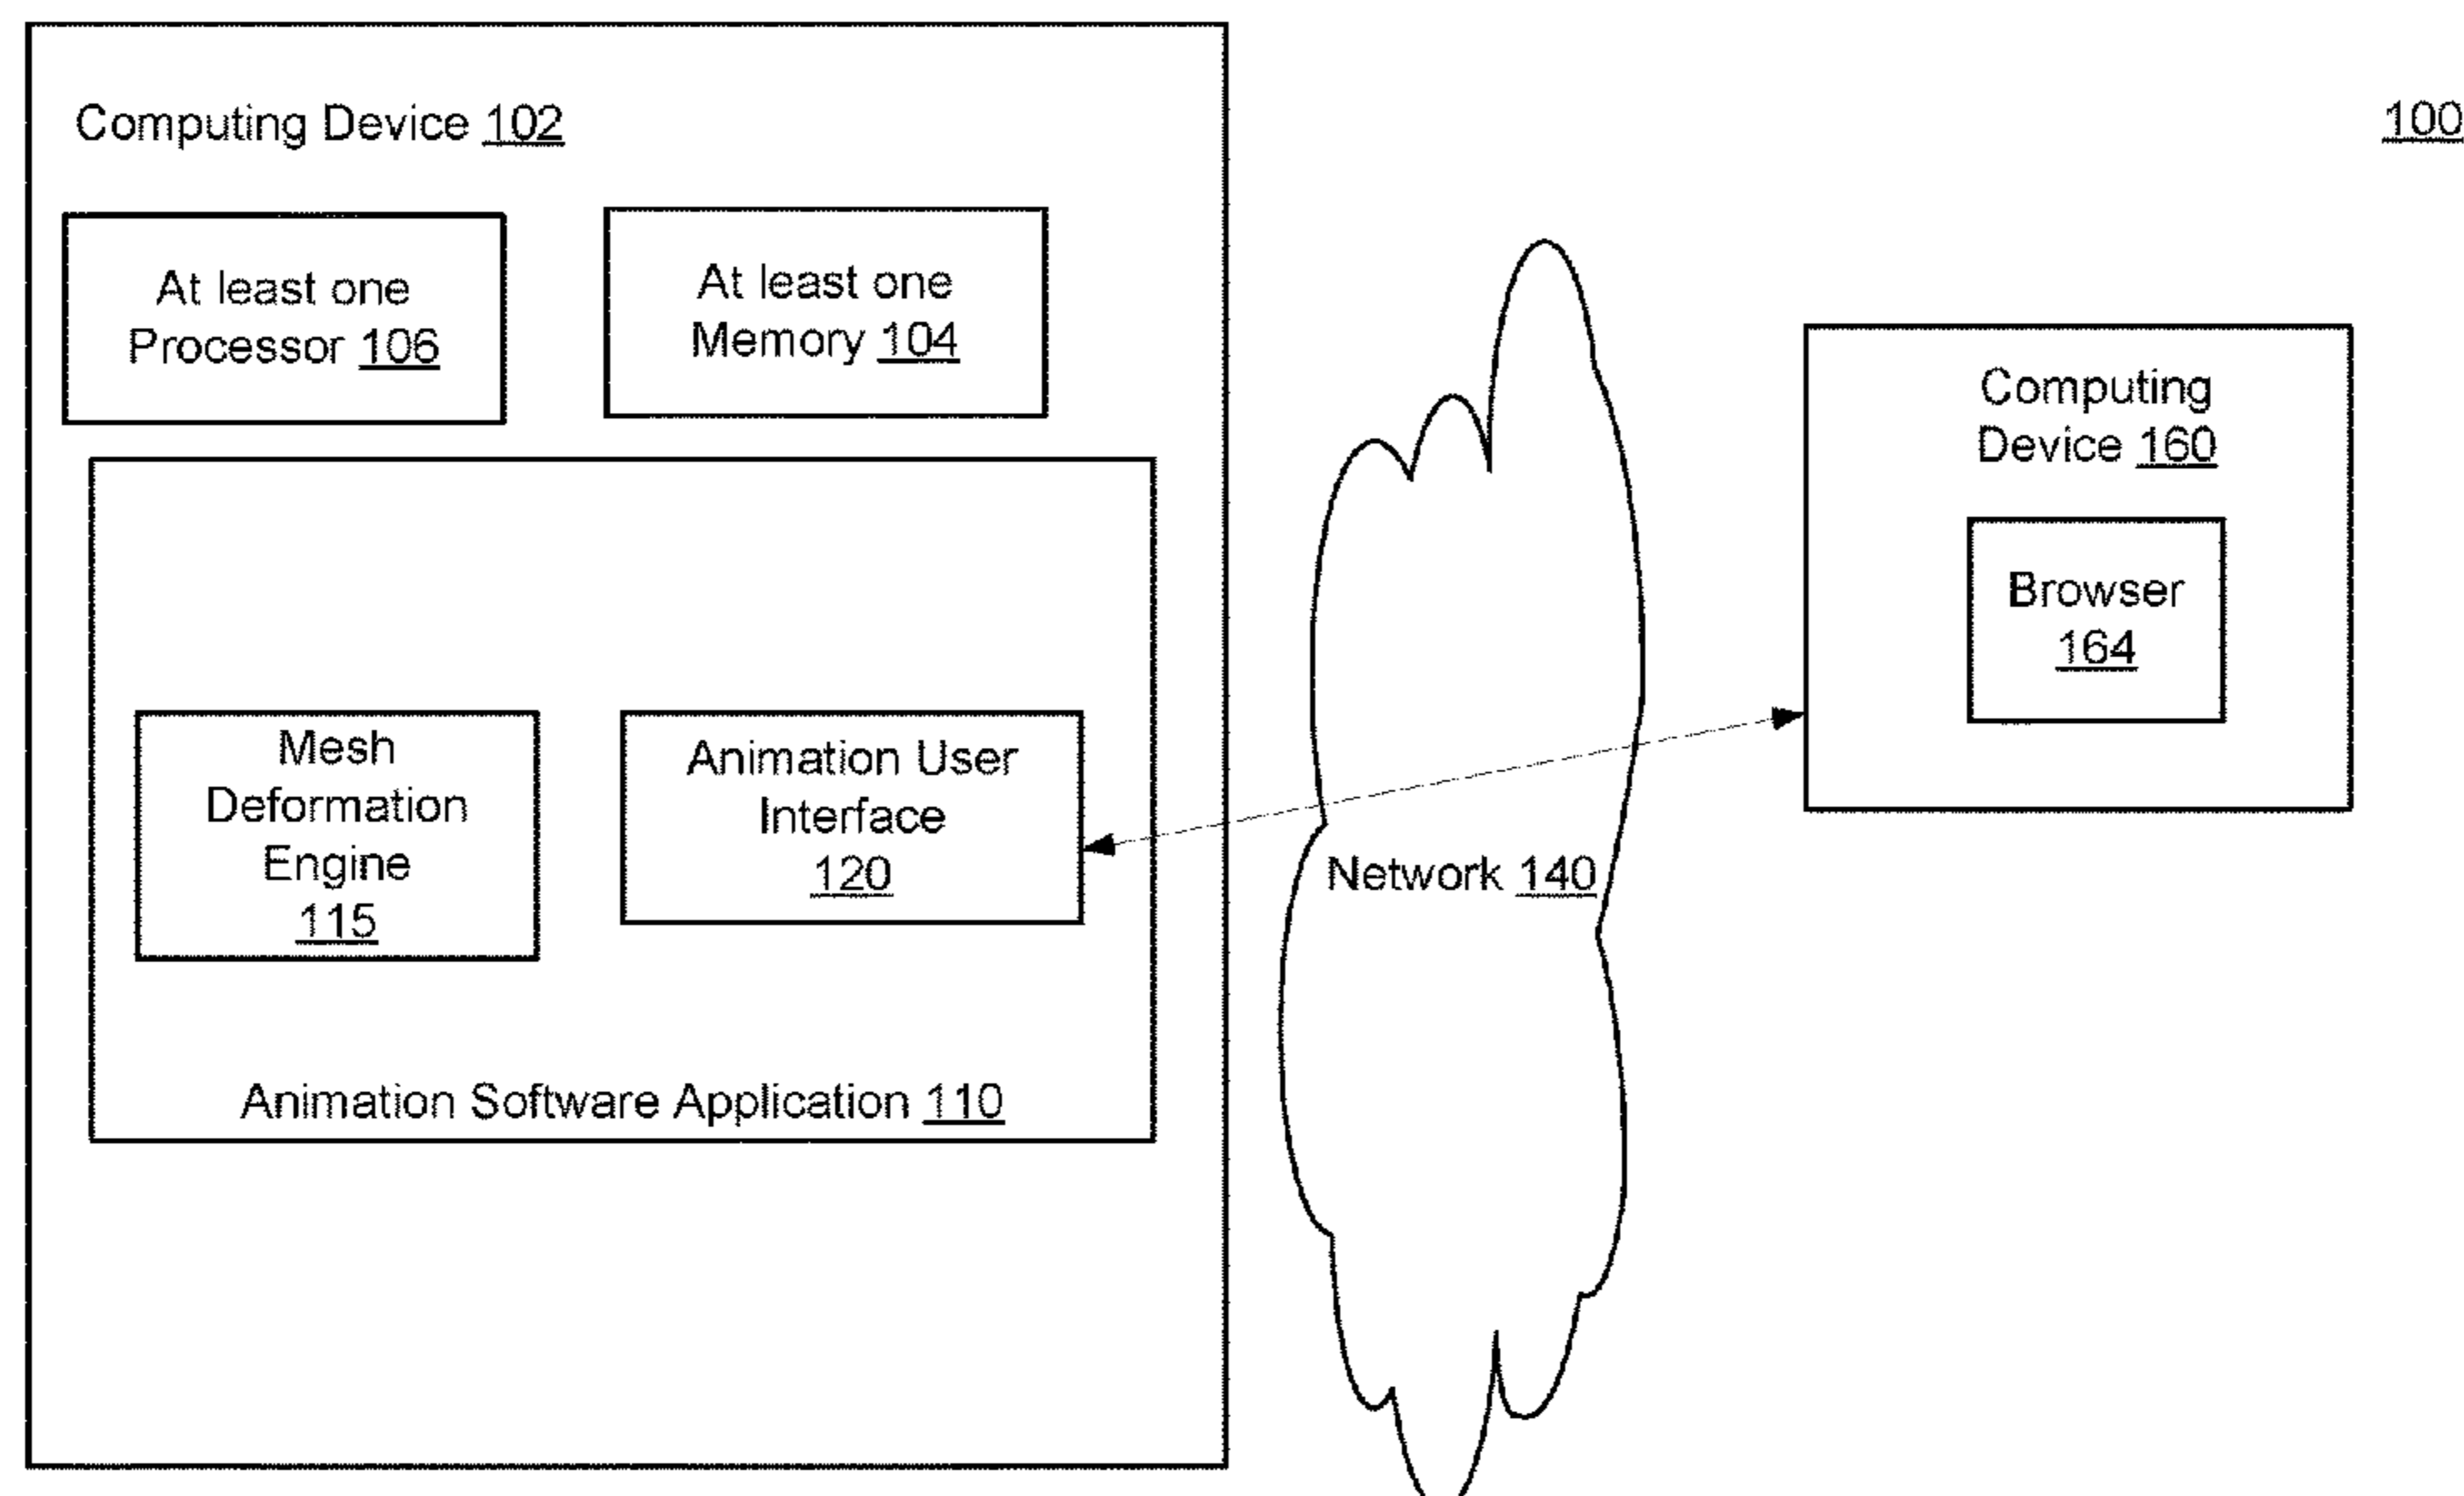 Computing Device 102
100
At least one
Processor 106
At least one
Memory 104
Computing
Device 160
Browser
164
Mesh
Deformation
Engine
115
Animation User
Interface
120
Network 140
Animation Software Application 110